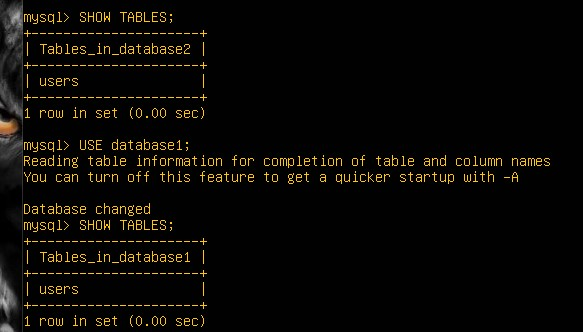 mysql> SHOW TABLES;
+---------------------+
| Tables_in_database2 |
+---------------------+
| users               |
+---------------------+
1 row in set (0.00 sec)

mysql> USE database1;
Reading table information for completion of table and column names
You can turn off this feature to get a quicker startup with -A

Database changed
mysql> SHOW TABLES;
+---------------------+
| Tables_in_database1 |
+---------------------+
| users               |
+---------------------+
1 row in set (0.00 sec)